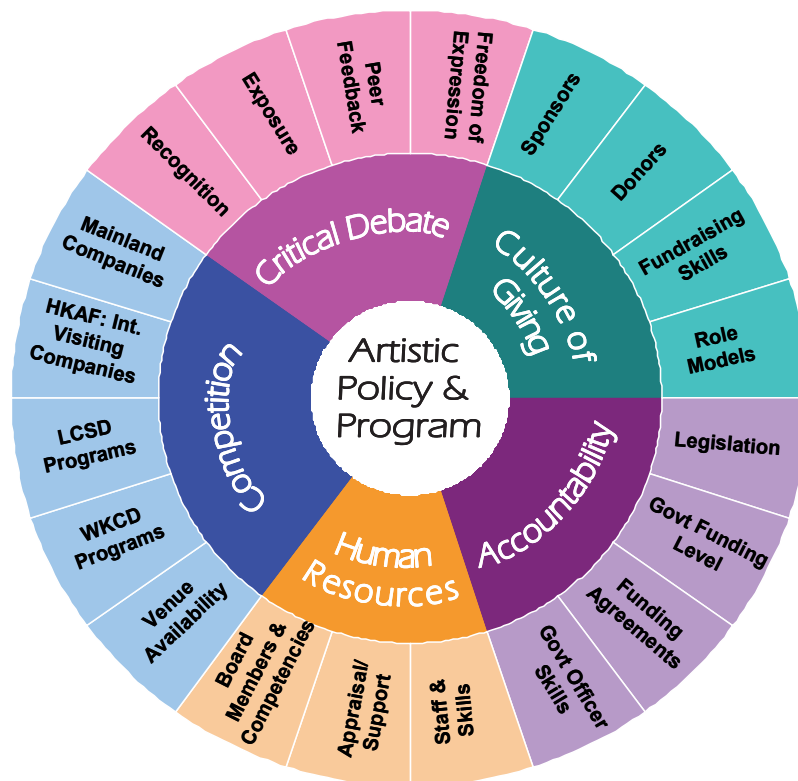 Artistic
Policy &
Program
Critical Debate
Culture of
Giving
Accountability
Human
Resources
Competition
Recognition
Exposure
Peer
Feedback
Freedom of
Expression
Sponsors
Donors
Fundraising
Skills
Role
Models
Legislation
Govt Funding
Level
Funding
Agreements
Govt Officer
Skills
Staff &
Skills
Appraisal/
Support
Board
Members &
Competencies
Venue
Availability
WKCD
Programs
LCSD
Programs
HKAF: Int.
Visiting
Companies
Mainland
Companies